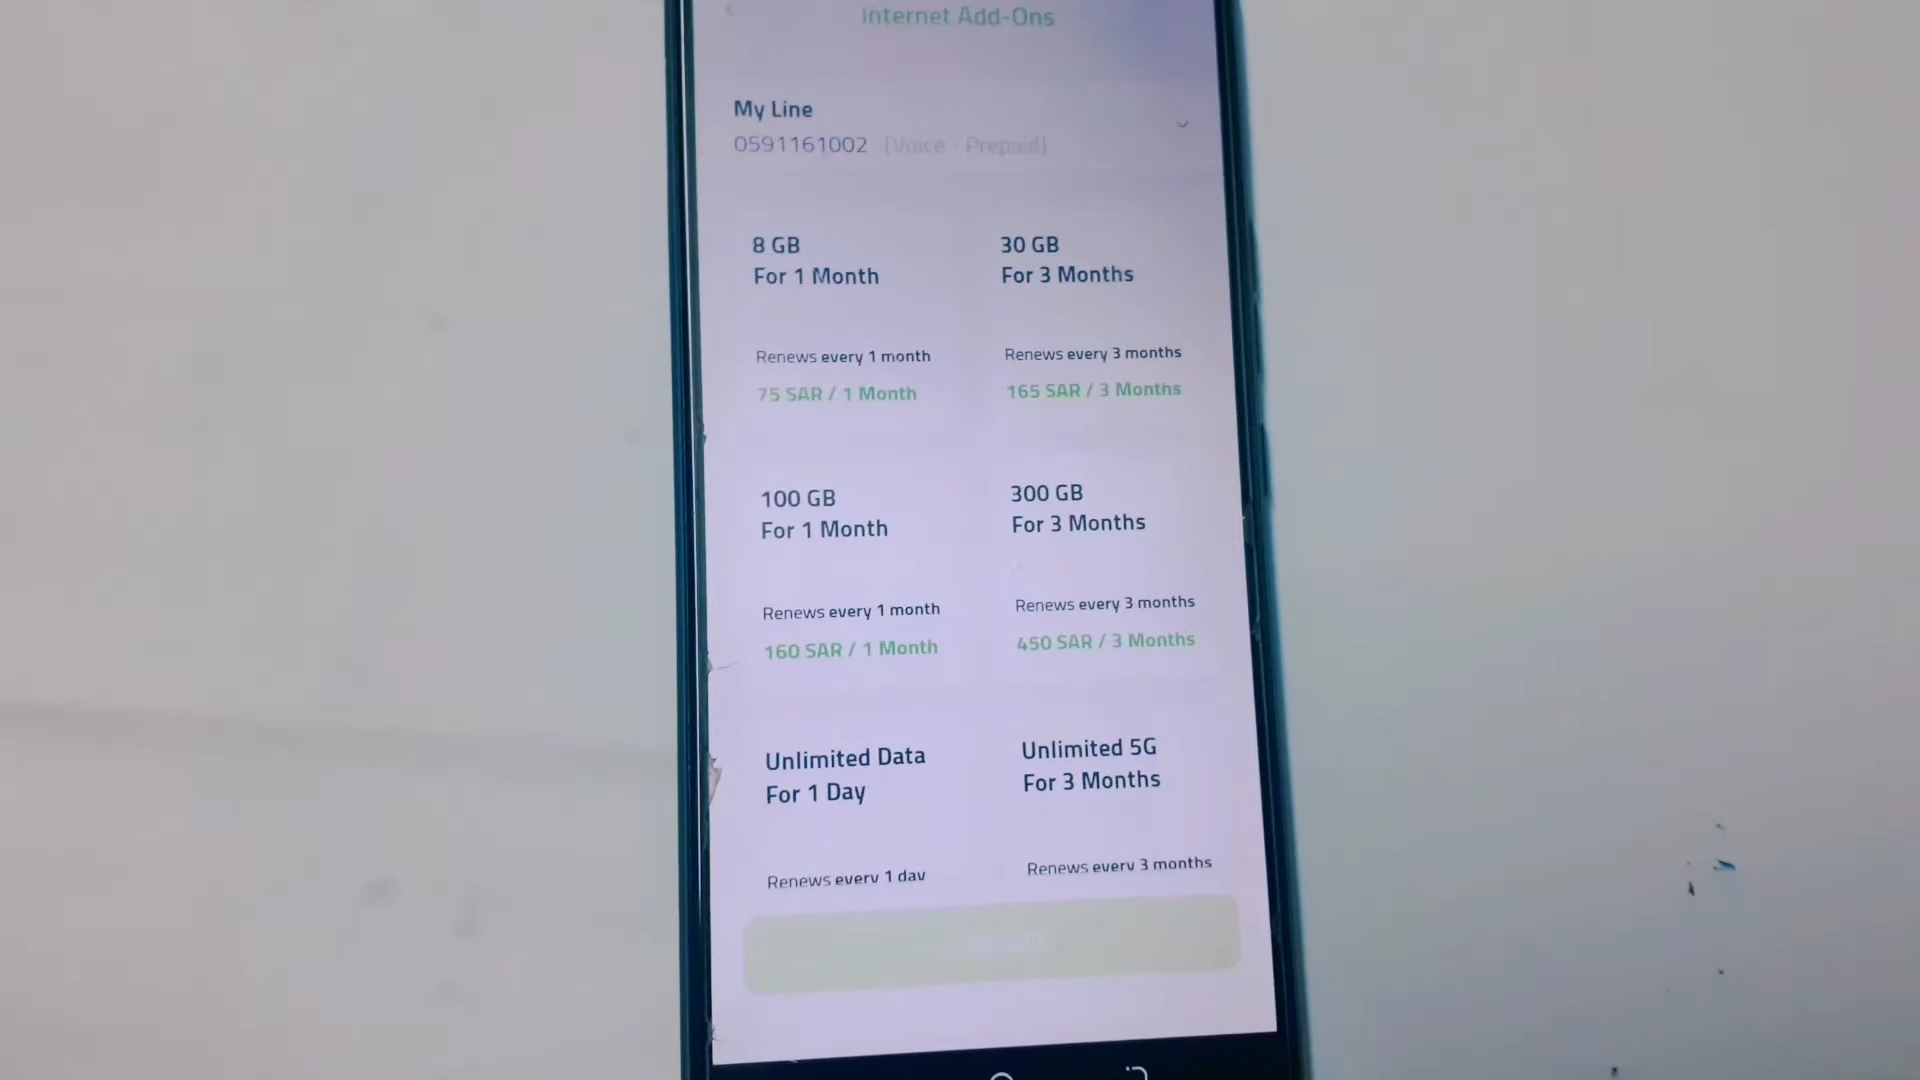 Internet Add-Ons
My Line
0591161002 [Voice - Prepaid]
8 GB
For 1 Month
Renews every 1 month
75 SAR / 1 Month
30 GB
For 3 Months
Renews every 3 months
165 SAR / 3 Months
100 GB
For 1 Month
Renews every 1 month
160 SAR / 1 Month
300 GB
For 3 Months
Renews every 3 months
450 SAR / 3 Months
Unlimited Data
For 1 Day
Renews every 1 day
Unlimited 5G
For 3 Months
Renews every 3 months